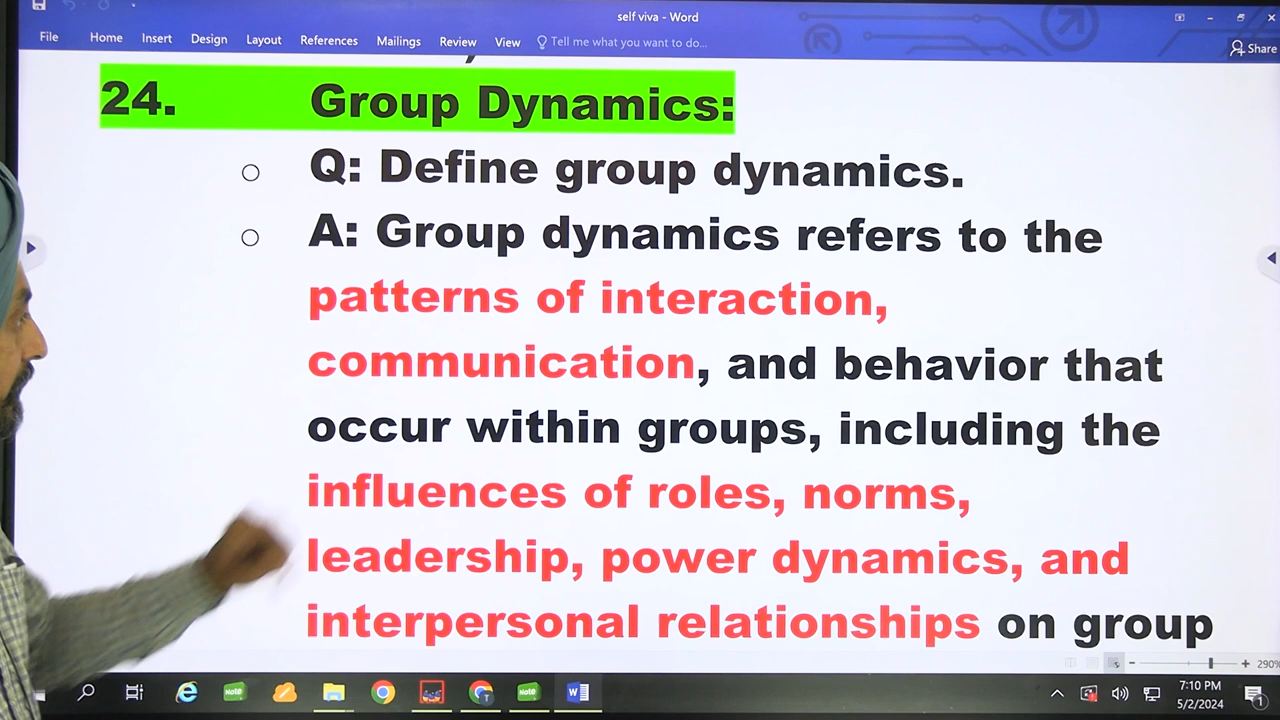 self viva - Word
File Home Insert Design Layout References Mailings Review View Tell me what you want to do...
Share
24. Group Dynamics:
Q: Define group dynamics.
A: Group dynamics refers to the
patterns of interaction,
communication, and behavior that
occur within groups, including the
influences of roles, norms,
leadership, power dynamics, and
interpersonal relationships on group
290%
Note Note
7:10 PM
5/2/2024
1